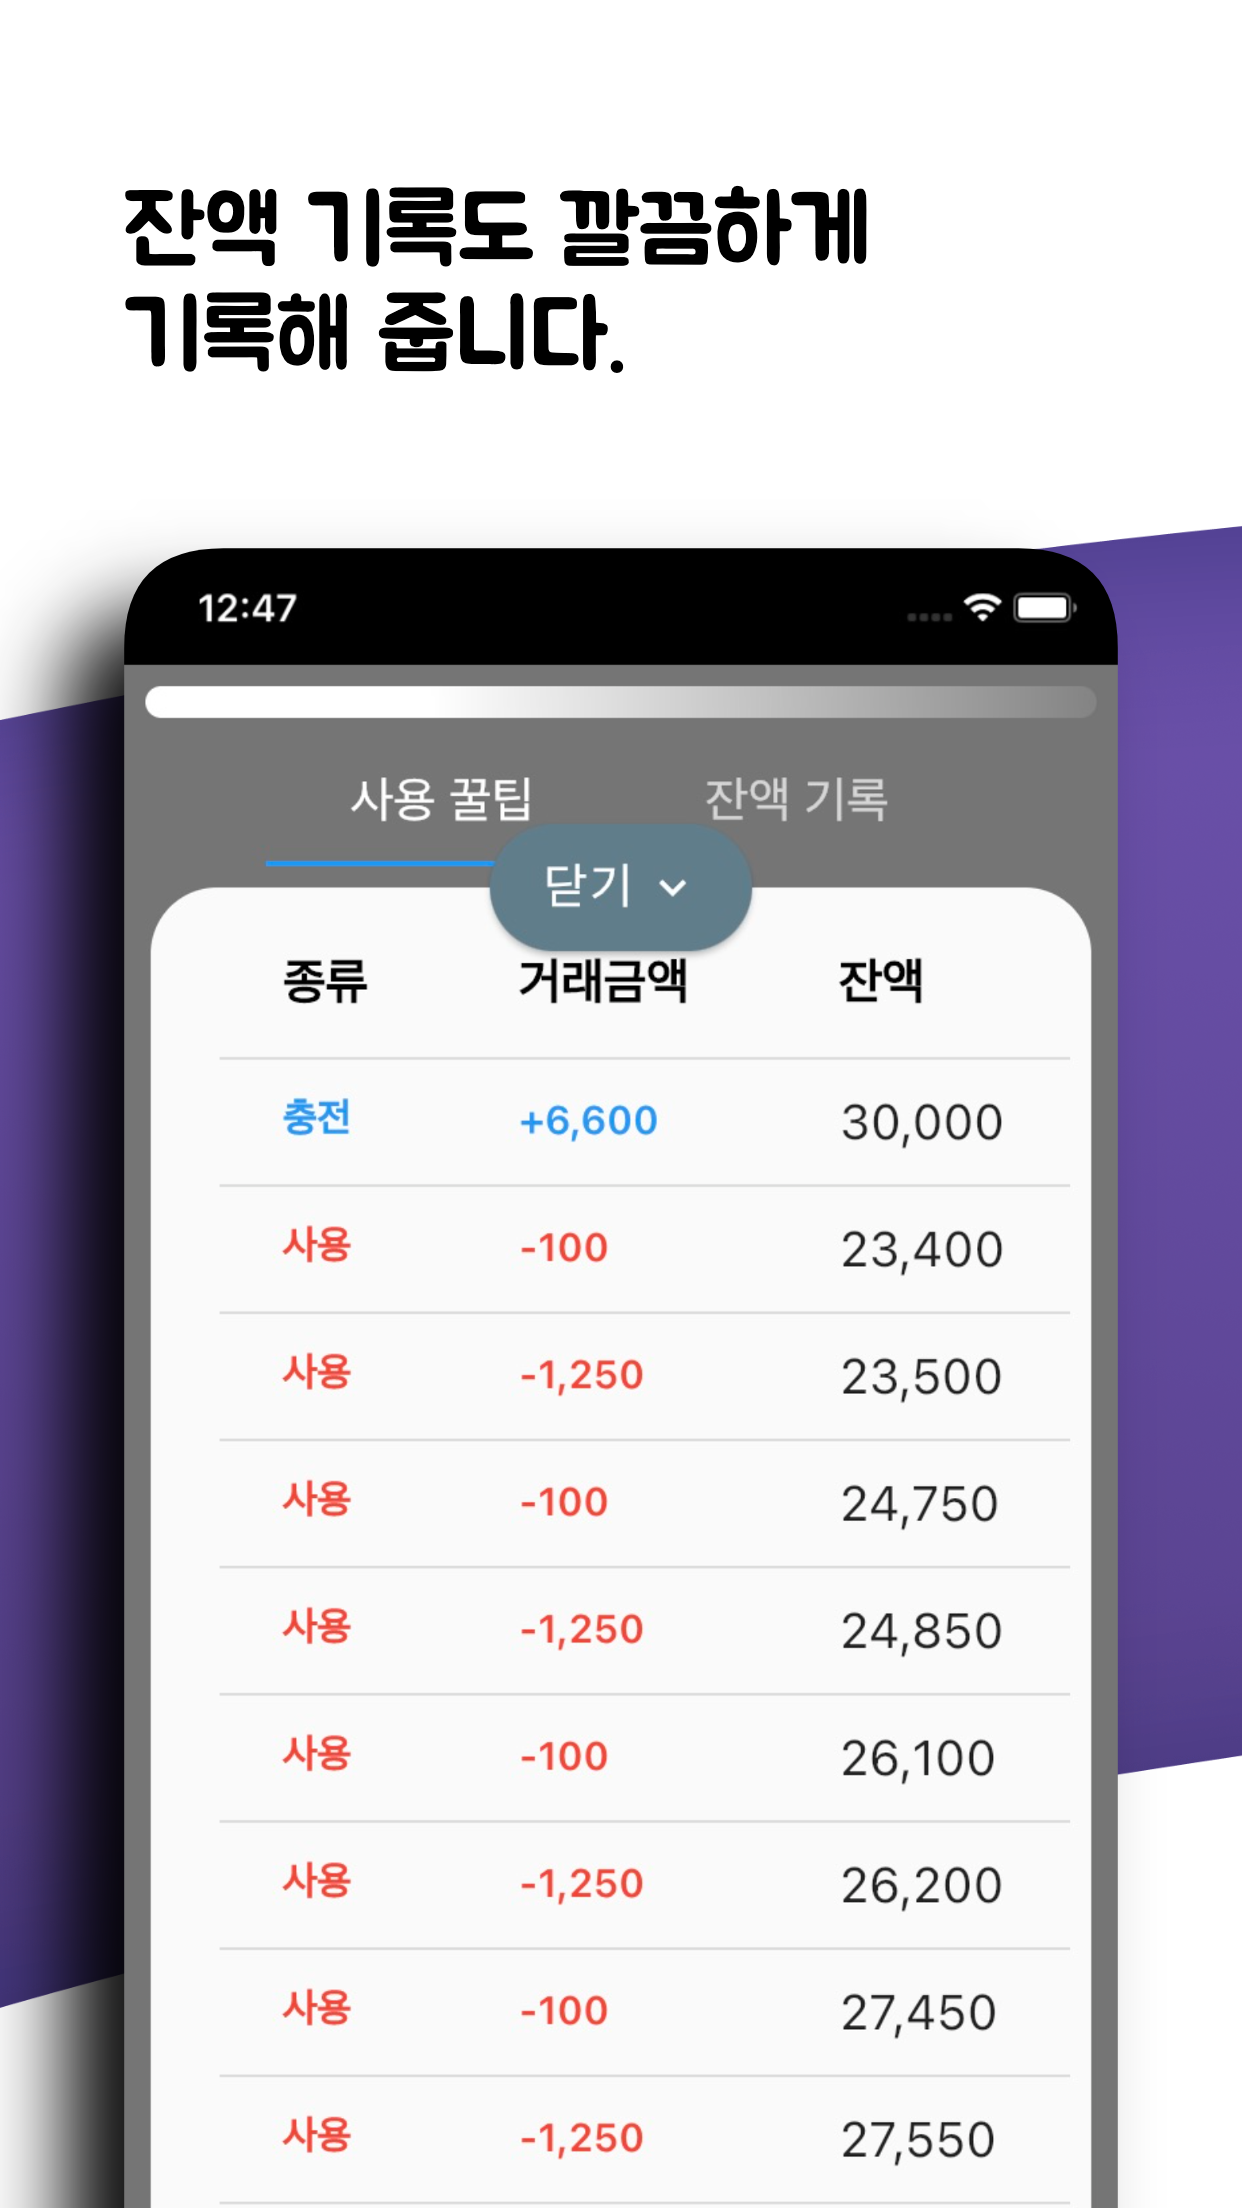 잔액 기록도 깔끔하게
기록해 줍니다.
12:47
사용 꿀팁 잔액 기록
닫기
종류 거래금액 잔액
충전 +6,600 30,000
사용 -100 23,400
사용 -1,250 23,500
사용 -100 24,750
사용 -1,250 24,850
사용 -100 26,100
사용 -1,250 26,200
사용 -100 27,450
사용 -1,250 27,550